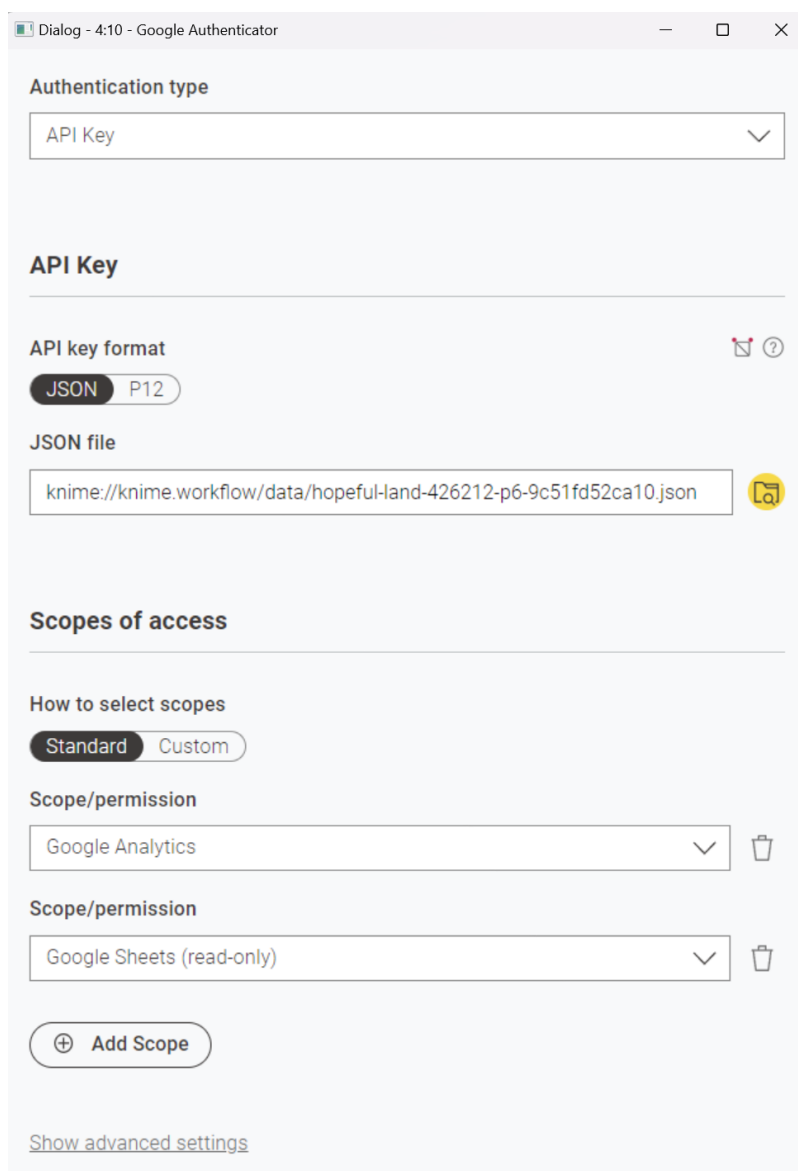 Dialog - 4:10 - Google Authenticator
Authentication type
API Key
API Key
API key format
JSON P12
JSON file
knime://knime.workflow/data/hopeful-land-426212-p6-9c51fd52ca10.json
Scopes of access
How to select scopes
Standard Custom
Scope/permission
Google Analytics
Scope/permission
Google Sheets (read-only)
Add Scope
Show advanced settings